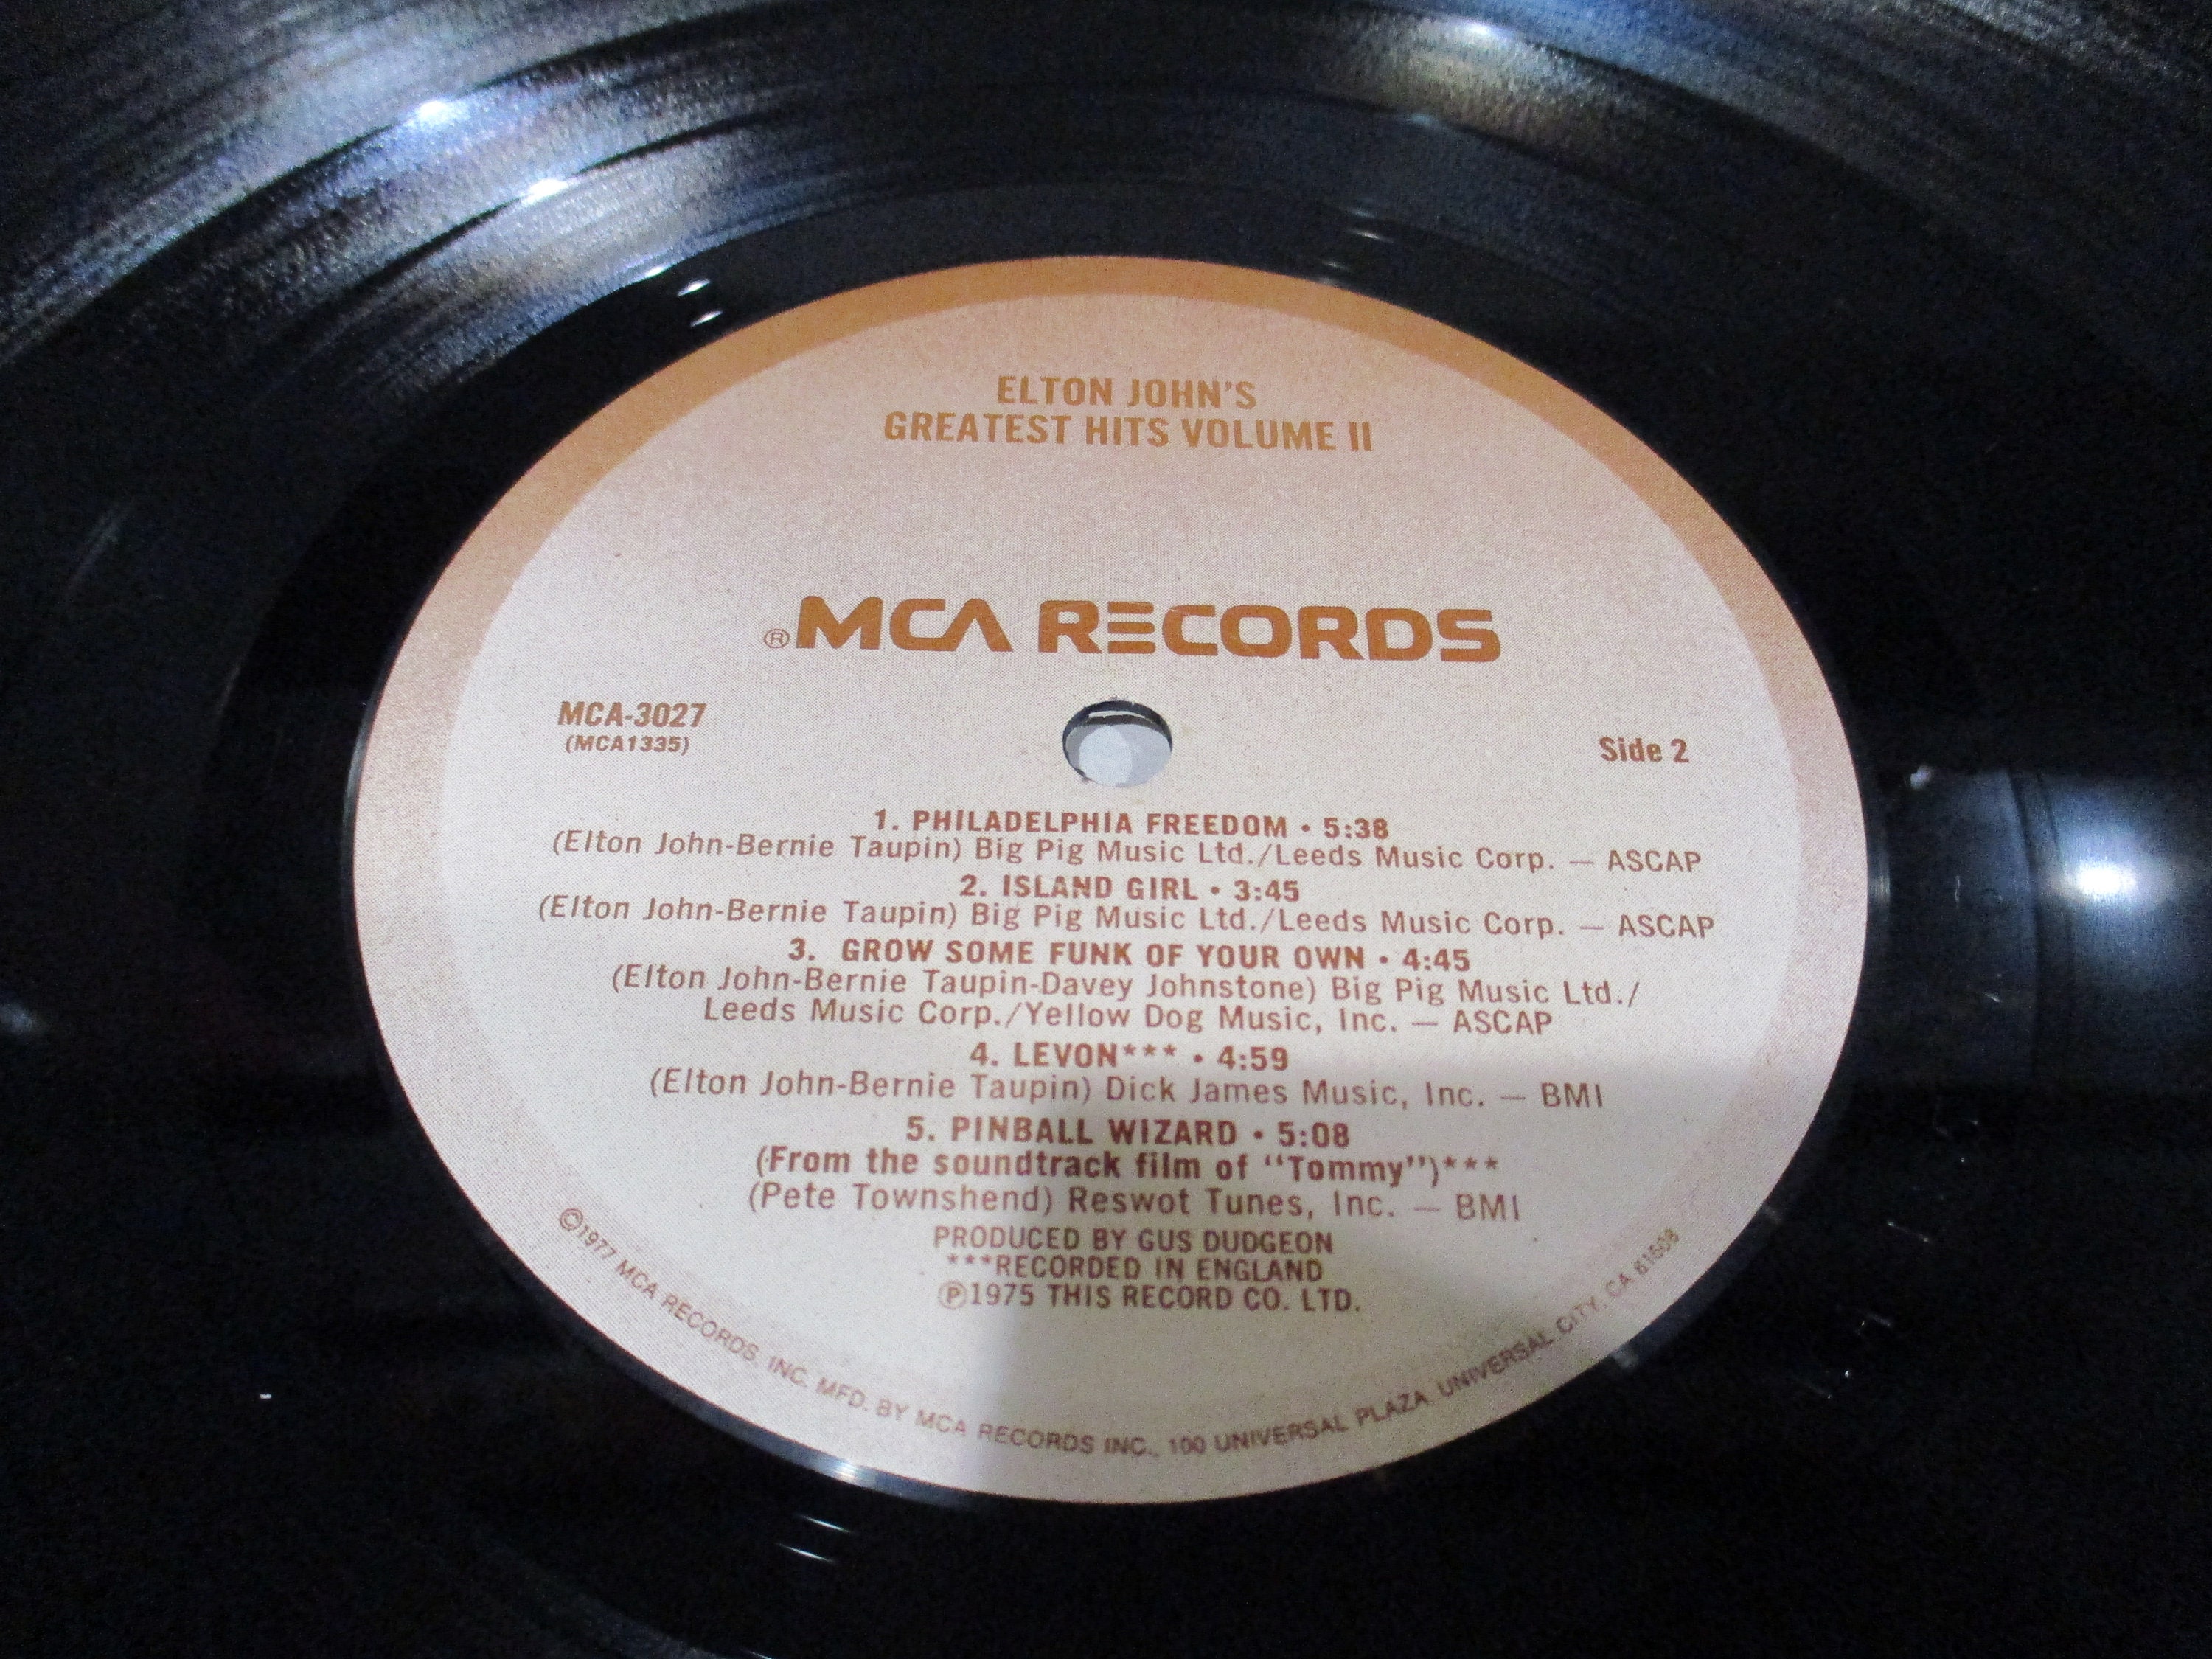 ELTON JOHN'S
GREATEST HITS VOLUME II
®MCA RECORDS
MCA-3027
(MCA1335)
Side 2
1. PHILADELPHIA FREEDOM • 5:38
(Elton John-Bernie Taupin) Big Pig Music Ltd./Leeds Music Corp. — ASCAP
2. ISLAND GIRL • 3:45
(Elton John-Bernie Taupin) Big Pig Music Ltd./Leeds Music Corp. — ASCAP
3. GROW SOME FUNK OF YOUR OWN • 4:45
(Elton John-Bernie Taupin-Davey Johnstone) Big Pig Music Ltd./
Leeds Music Corp./Yellow Dog Music, Inc. — ASCAP
4. LEVON*** • 4:59
(Elton John-Bernie Taupin) Dick James Music, Inc. — BMI
5. PINBALL WIZARD • 5:08
(From the soundtrack film of “Tommy”)***
(Pete Townshend) Reswot Tunes, Inc. — BMI
PRODUCED BY GUS DUDGEON
***RECORDED IN ENGLAND
℗1975 THIS RECORD CO. LTD.
©1977 MCA RECORDS, INC. MFD. BY MCA RECORDS INC., 100 UNIVERSAL PLAZA, UNIVERSAL CITY, CA